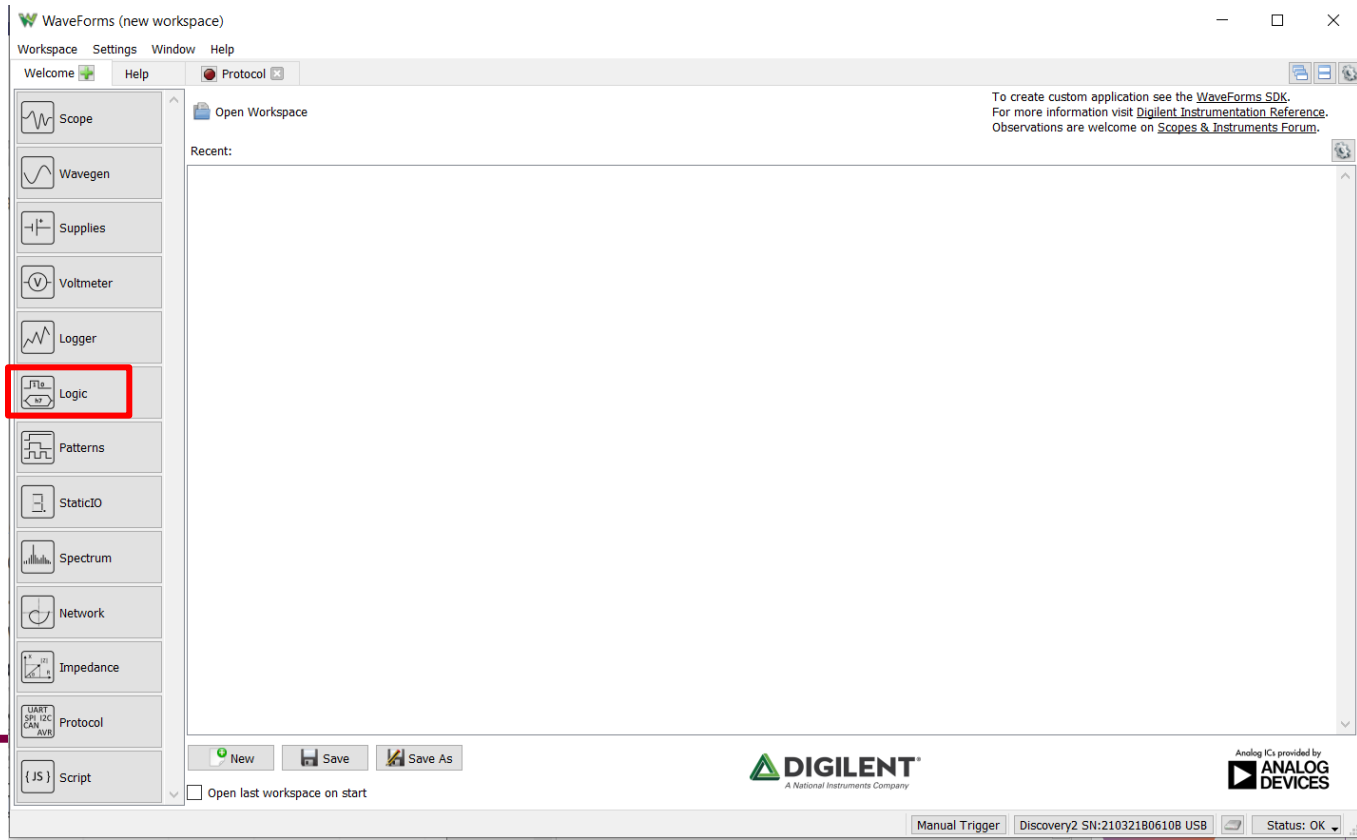 WaveForms (new workspace)
Workspace Settings Window Help
Welcome Help Protocol
To create custom application see the WaveForms SDK.
For more information visit Digilent Instrumentation Reference.
Observations are welcome on Scopes & Instruments Forum.
Open Workspace
Recent:
Scope
Wavegen
Supplies
V Voltmeter
Logger
Logic
Patterns
StaticIO
Spectrum
Network
Impedance
UART
SPI I2C
CAN
AVR
Protocol
{JS} Script
New Save Save As
Open last workspace on start
DIGILENT
A National Instruments Company
Analog ICs provided by
ANALOG
DEVICES
Manual Trigger Discovery2 SN:210321B0610B USB Status: OK